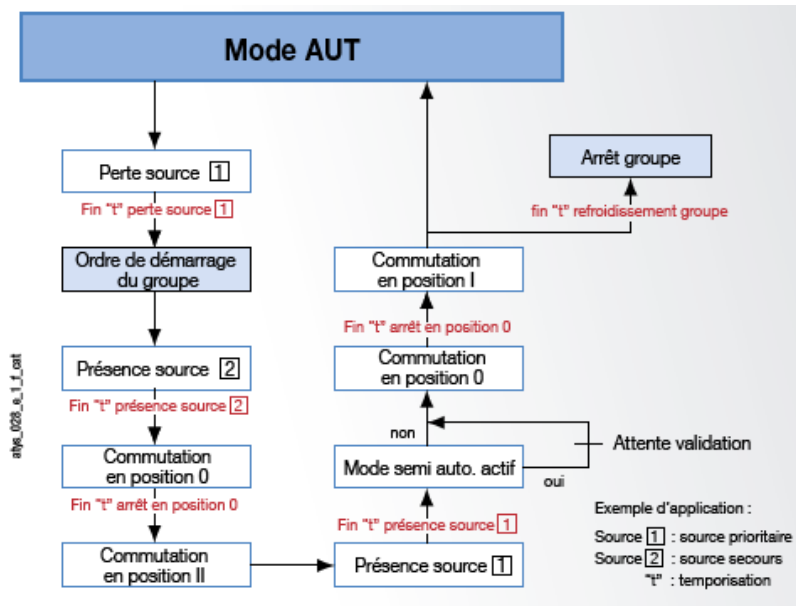 Mode AUT
Perte source 1
Fin "t" perte source 1
Ordre de démarrage
du groupe
Présence source 2
Fin "t" présence source 2
Commutation
en position 0
Fin "t" arrêt en position 0
Commutation
en position II
Présence source 1
Fin "t" présence source 1
Mode semi auto. actif
oui
non
Attente validation
Commutation
en position 0
Fin "t" arrêt en position 0
Commutation
en position I
fin "t" refroidissement groupe
Arrêt groupe
Exemple d'application :
Source 1 : source prioritaire
Source 2 : source secours
"t" : temporisation
atys_028_e_1_f_cat